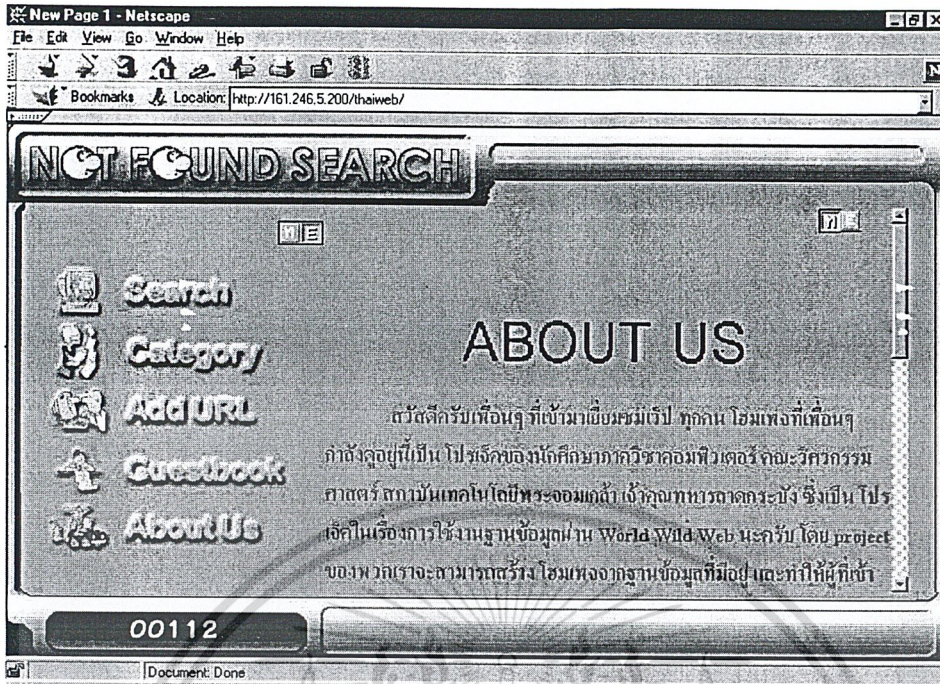 New Page 1 - Netscape
File Edit View Go Window Help
Bookmarks Location: http://161.246.5.200/thaiweb/
NOT FOUND SEARCH
ท E
ท E
Search
Category
Add URL
Guestbook
About Us
ABOUT US
สวัสดีครับเพื่อนๆ ที่เข้ามาเยี่ยมชมเว็ป ทุกคน โฮมเพจที่เพื่อนๆ
กำลังดูอยู่นี้เป็น โปรเจ็คของนักศึกษาภาควิชาคอมพิวเตอร์ คณะวิศวกรรม
ศาสตร์ สถาบันเทคโนโลยีพระจอมเกล้า เจ้าคุณทหารลาดกระบัง ซึ่งเป็น โปร
เจ็คในเรื่องการใช้งานฐานข้อมูลผ่าน World Wild Web นะครับ โดย project
ของพวกเราจะสามารถสร้าง โฮมเพจจากฐานข้อมูลที่มีอยู่ และทำให้ผู้ที่เข้า
00112
Document: Done